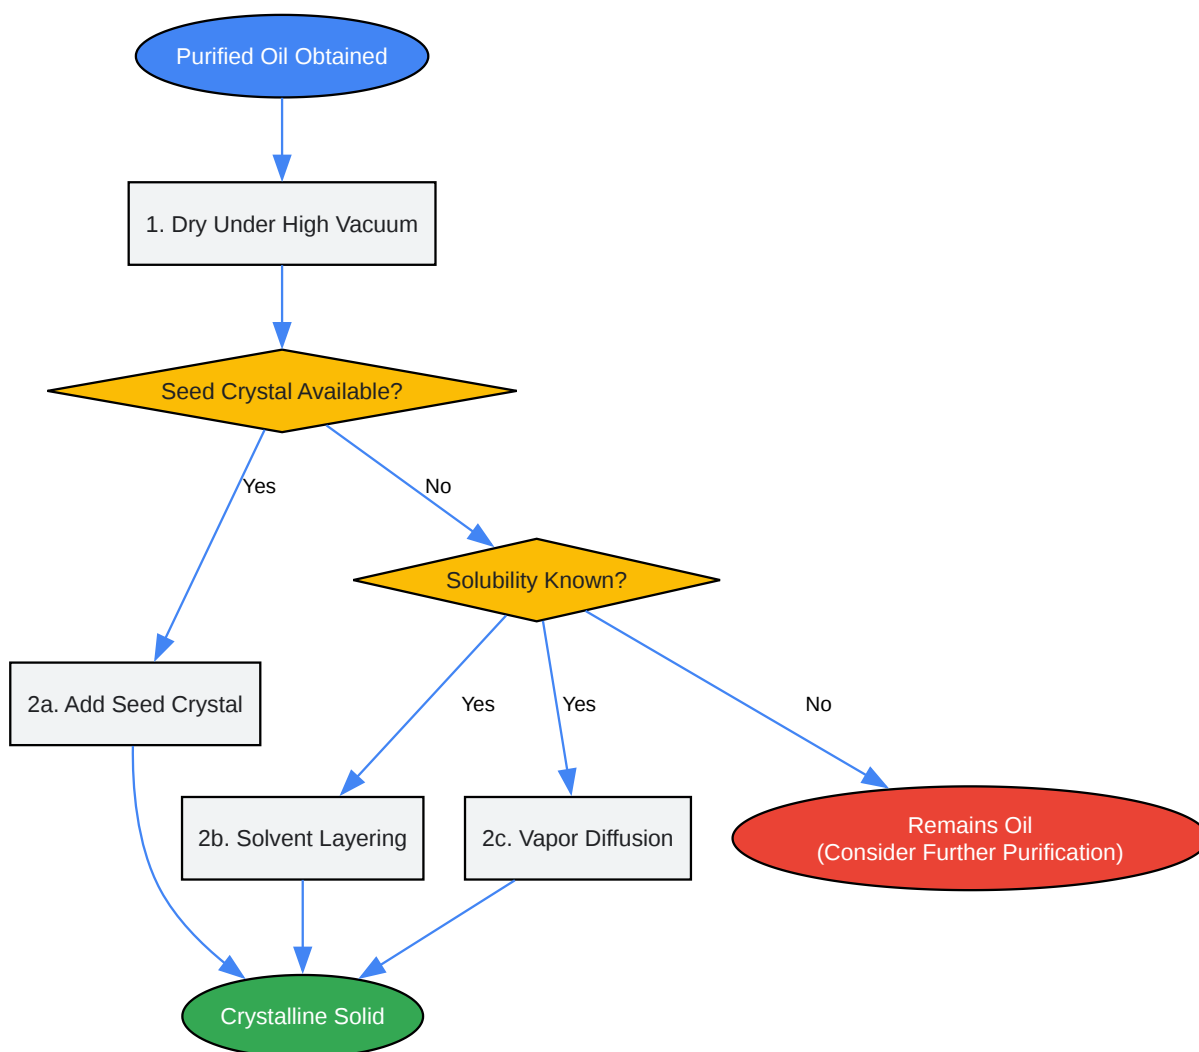 Purified Oil Obtained
1. Dry Under High Vacuum
Seed Crystal Available?
Yes
No
Solubility Known?
2a. Add Seed Crystal
Yes
Yes
No
2b. Solvent Layering
2c. Vapor Diffusion
Remains Oil
(Consider Further Purification)
Crystalline Solid